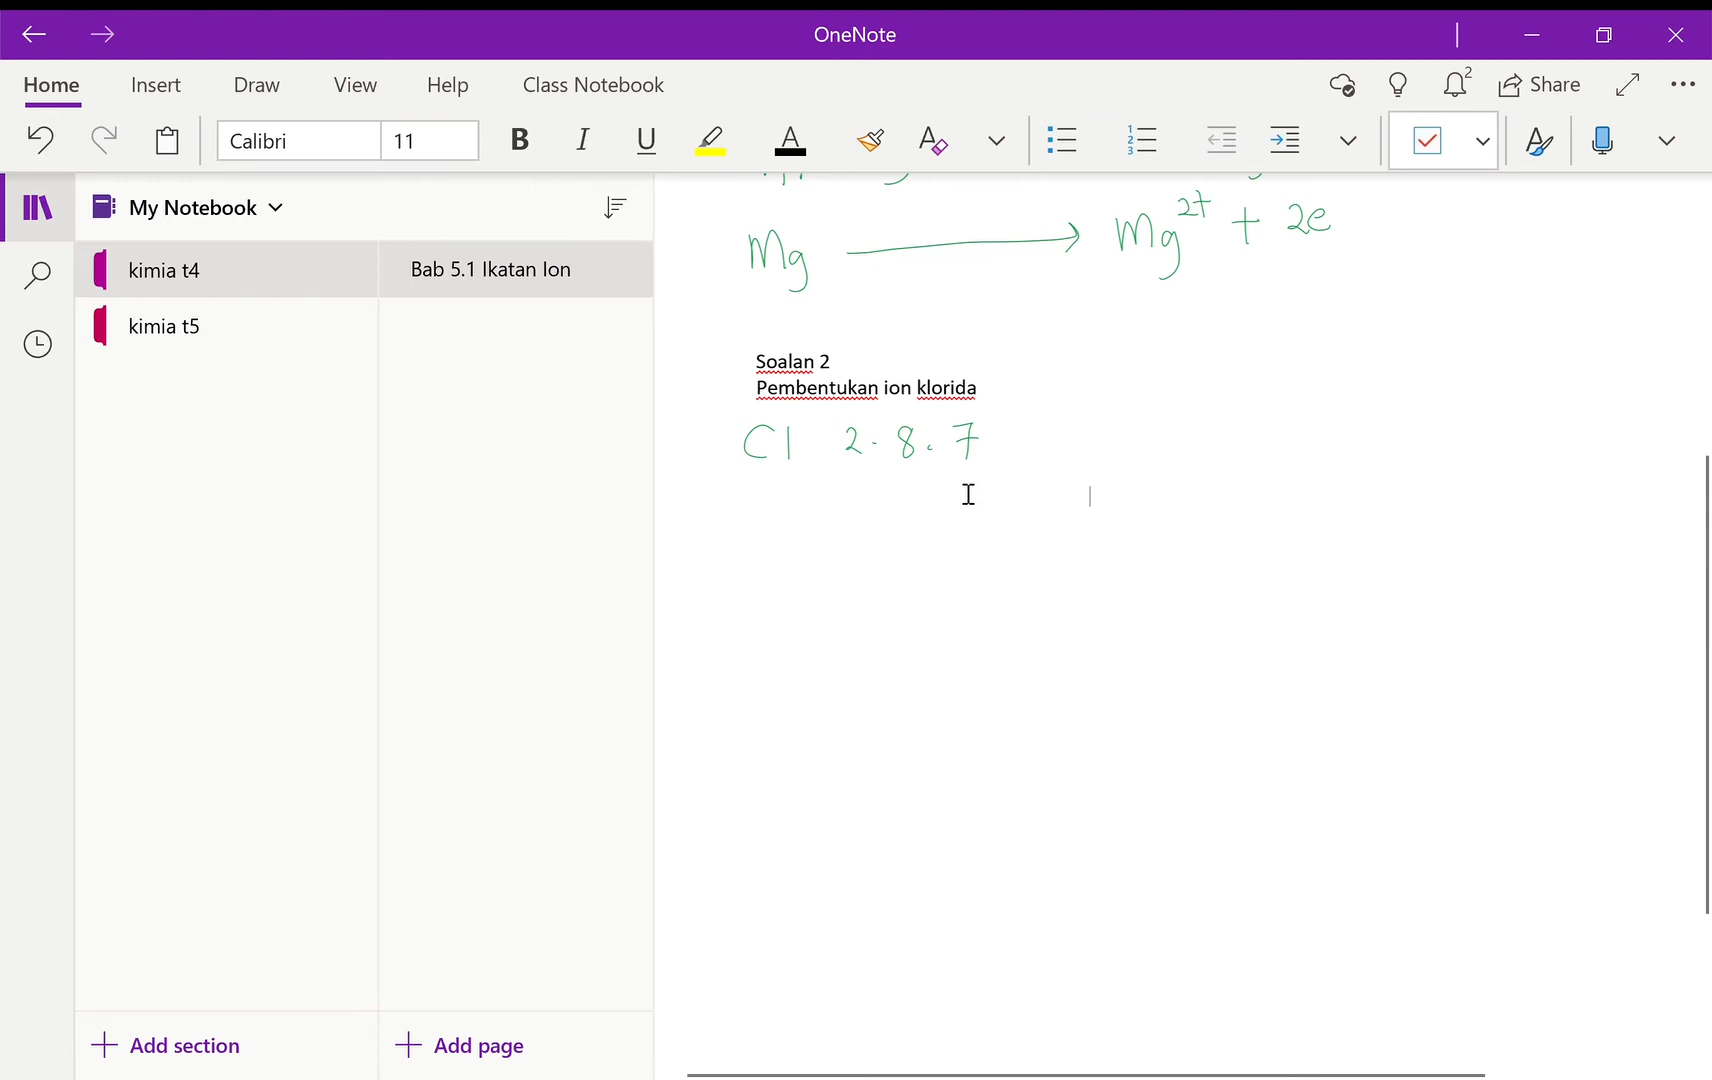 OneNote
Home Insert Draw View Help Class Notebook 2 Share
Calibri 11 B I U A A
My Notebook
kimia t4 Bab 5.1 Ikatan Ion
kimia t5
Mg → Mg²⁺ + 2e
Soalan 2
Pembentukan ion klorida
Cl 2.8.7
Add section Add page